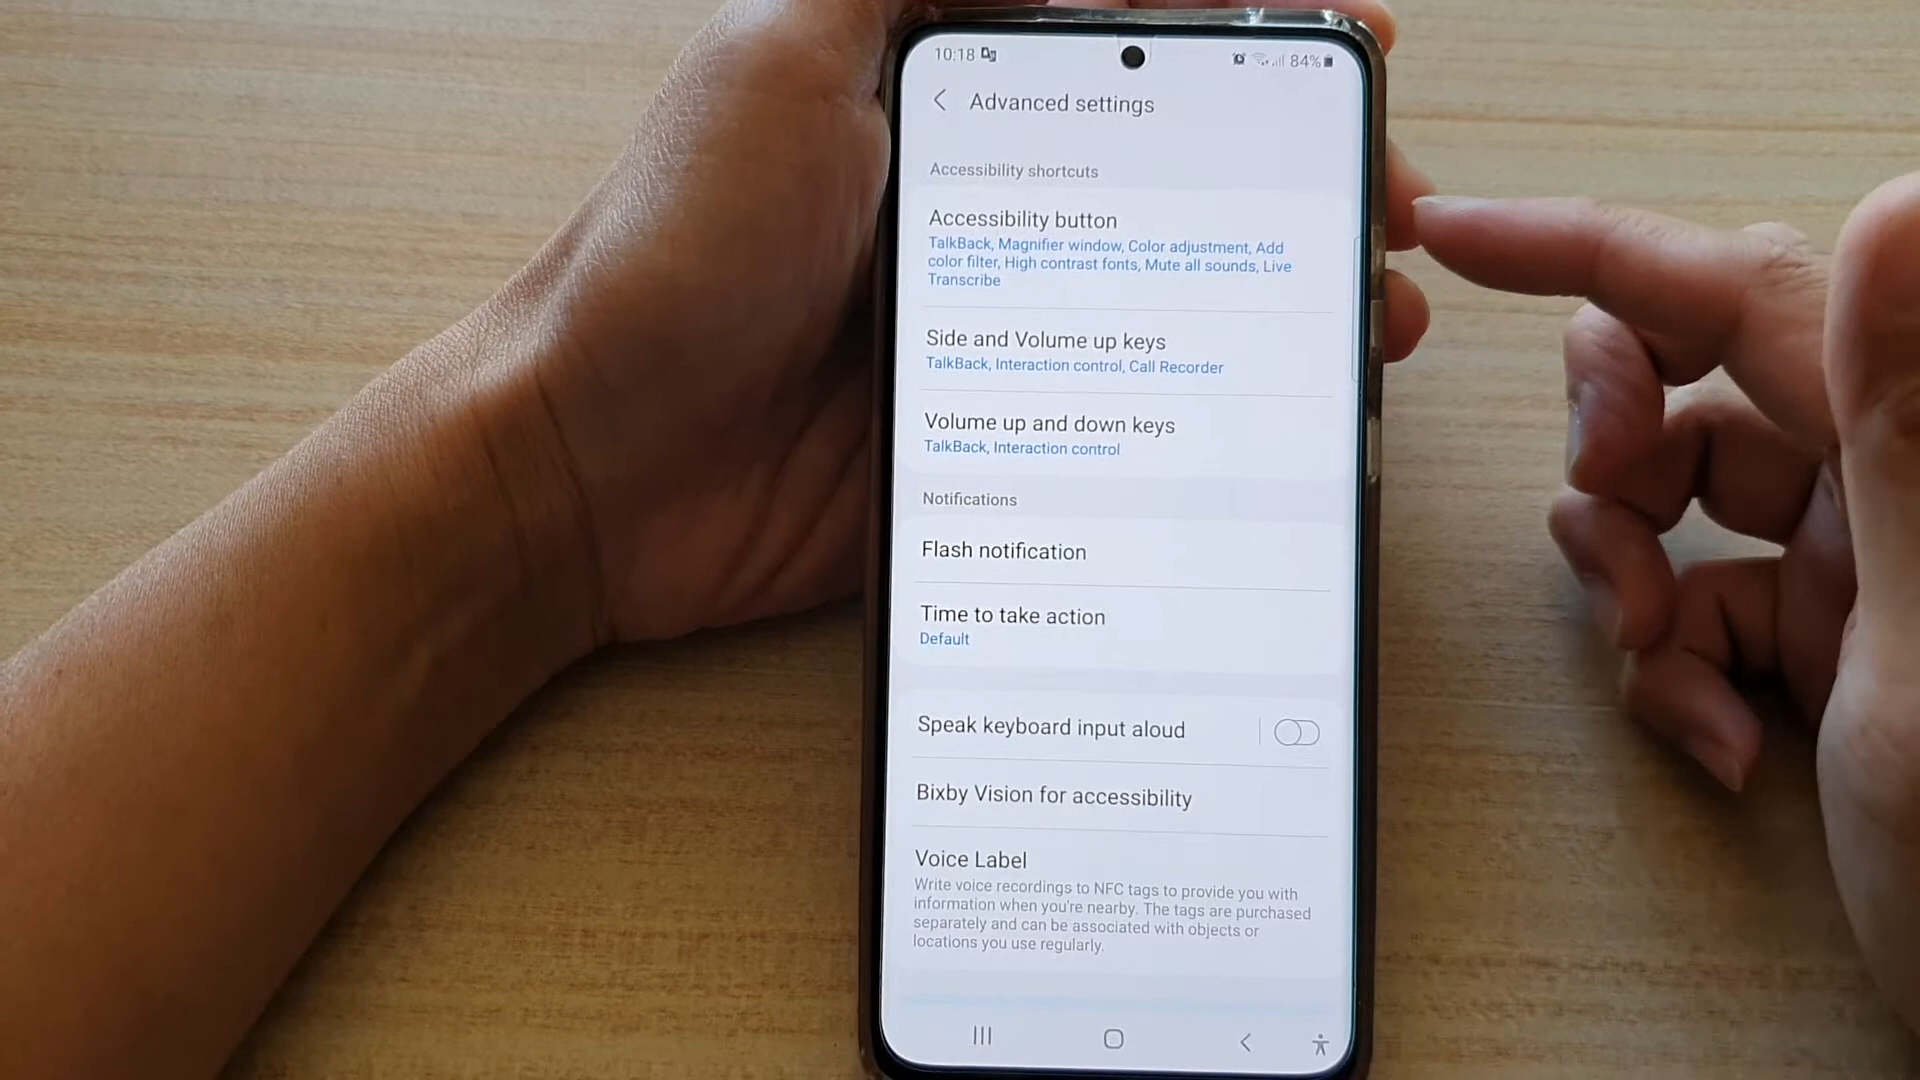 10:18 84%
Advanced settings
Accessibility shortcuts
Accessibility button
TalkBack, Magnifier window, Color adjustment, Add
color filter, High contrast fonts, Mute all sounds, Live
Transcribe
Side and Volume up keys
TalkBack, Interaction control, Call Recorder
Volume up and down keys
TalkBack, Interaction control
Notifications
Flash notification
Time to take action
Default
Speak keyboard input aloud
Bixby Vision for accessibility
Voice Label
Write voice recordings to NFC tags to provide you with
information when you're nearby. The tags are purchased
separately and can be associated with objects or
locations you use regularly.